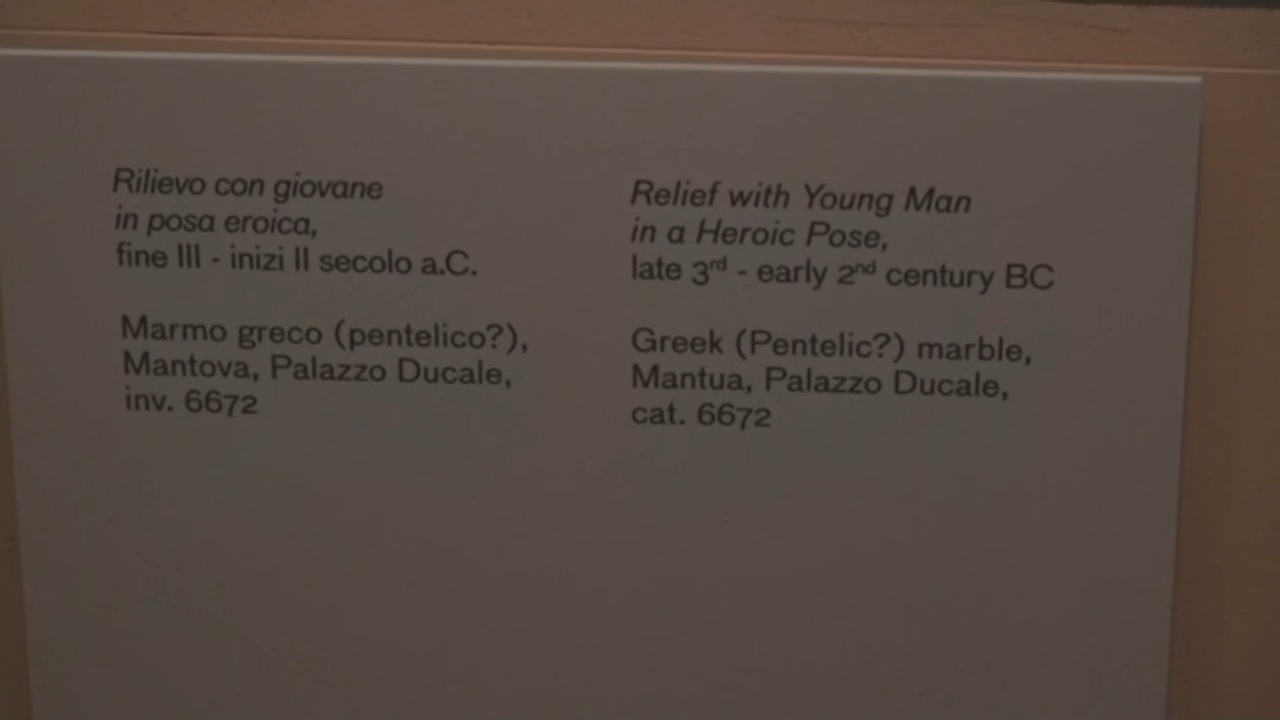 Rilievo con giovane
in posa eroica,
fine III - inizi II secolo a.C.
Marmo greco (pentelico?),
Mantova, Palazzo Ducale,
inv. 6672
Relief with Young Man
in a Heroic Pose,
late 3rd - early 2nd century BC
Greek (Pentelic?) marble,
Mantua, Palazzo Ducale,
cat. 6672